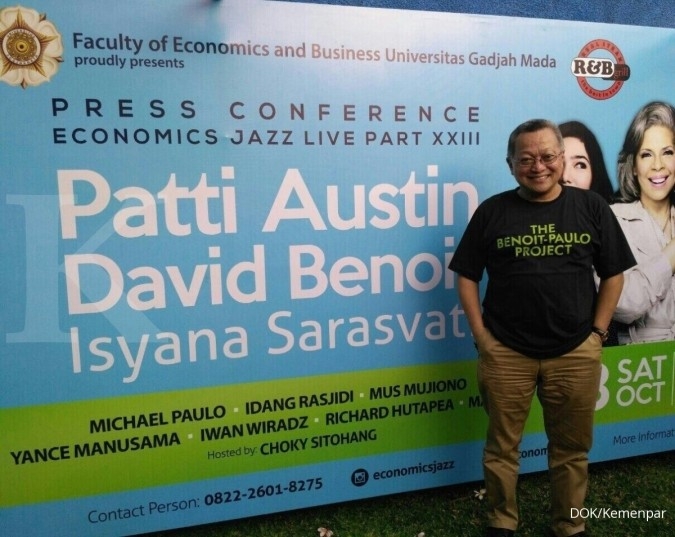 Faculty of Economics and Business Universitas Gadjah Mada
proudly presents
R&B
PRESS CONFERENCE
ECONOMICS JAZZ LIVE PART XXIII
Patti Austin
David Benoi
Isyana Sarasvat
THE
BENOIT-PAULO
PROJECT
MICHAEL PAULO • IDANG RASJIDI • MUS MUJIONO
YANCE MANUSAMA • IWAN WIRADZ • RICHARD HUTAPEA •
Hosted by CHOKY SITOHANG
SAT
OCT
Contact Person: 0822-2601-8275
economicsjazz
More Informat
DOK/Kemenpar